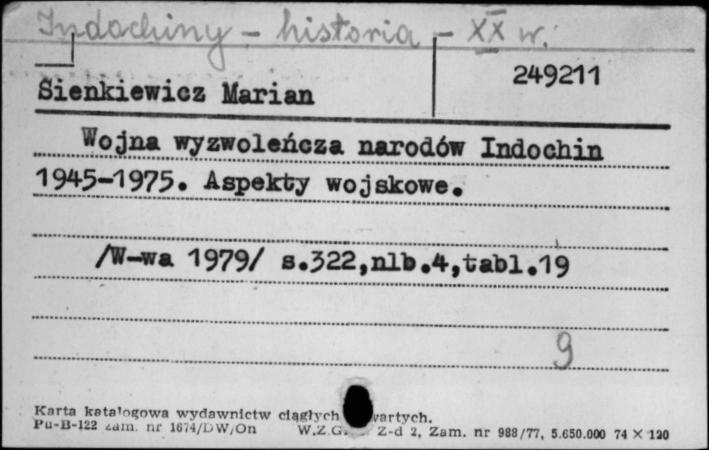 Indochiny - historia - XX w.
249211
Sienkiewicz Marian
Wojna wyzwoleńcza narodów Indochin
1945-1975. Aspekty wojskowe.
/W-wa 1979/ s.322,nlb.4,tabl.19
9
Karta katalogowa wydawnictw ciągłych wartych.
Pu-B-122 zam. nr 1674/DW/On W.Z.G. Z-d 2, Zam. nr 988/77, 5.650.000 74 × 120